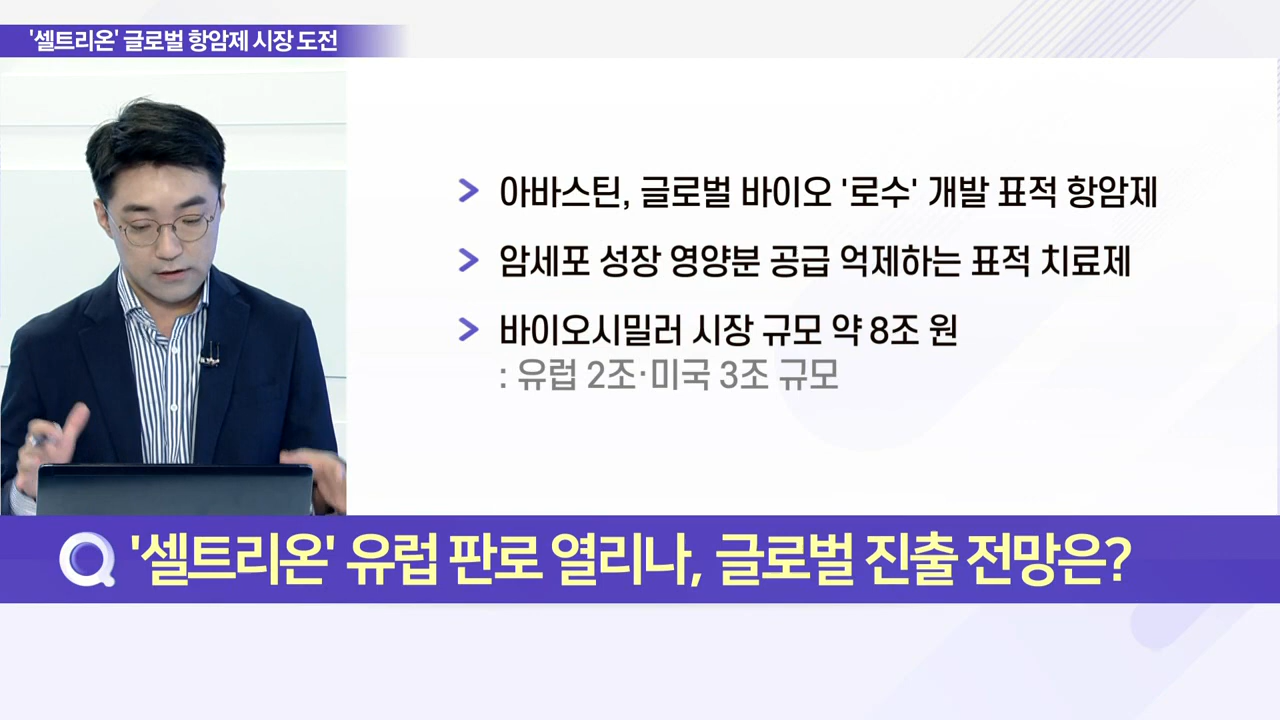 '셀트리온' 글로벌 항암제 시장 도전
아바스틴, 글로벌 바이오 '로수' 개발 표적 항암제
암세포 성장 영양분 공급 억제하는 표적 치료제
바이오시밀러 시장 규모 약 8조 원
: 유럽 2조·미국 3조 규모
'셀트리온' 유럽 판로 열리나, 글로벌 진출 전망은?